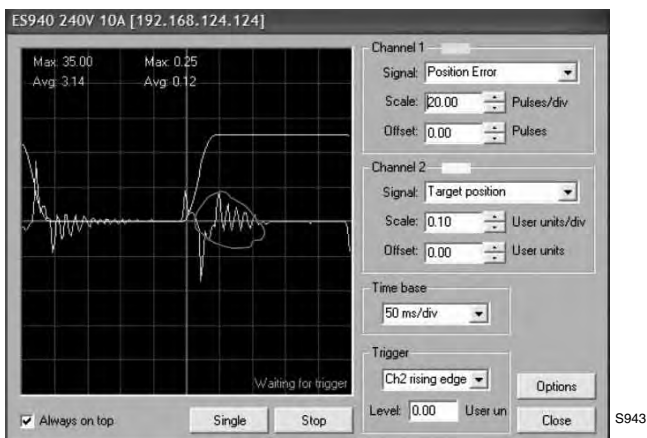 ES940 240V 10A [192.168.124.124]
Max: 35.00 Max: 0.25
Avg: 3.14 Avg: 0.12
Waiting for trigger
Always on top
Single
Stop
Channel 1
Signal: Position Error
Scale: 20.00 Pulses/div
Offset: 0.00 Pulses
Channel 2
Signal: Target position
Scale: 0.10 User units/div
Offset: 0.00 User units
Time base
50 ms/div
Trigger
Ch2 rising edge
Level: 0.00 User un
Options
Close
S943